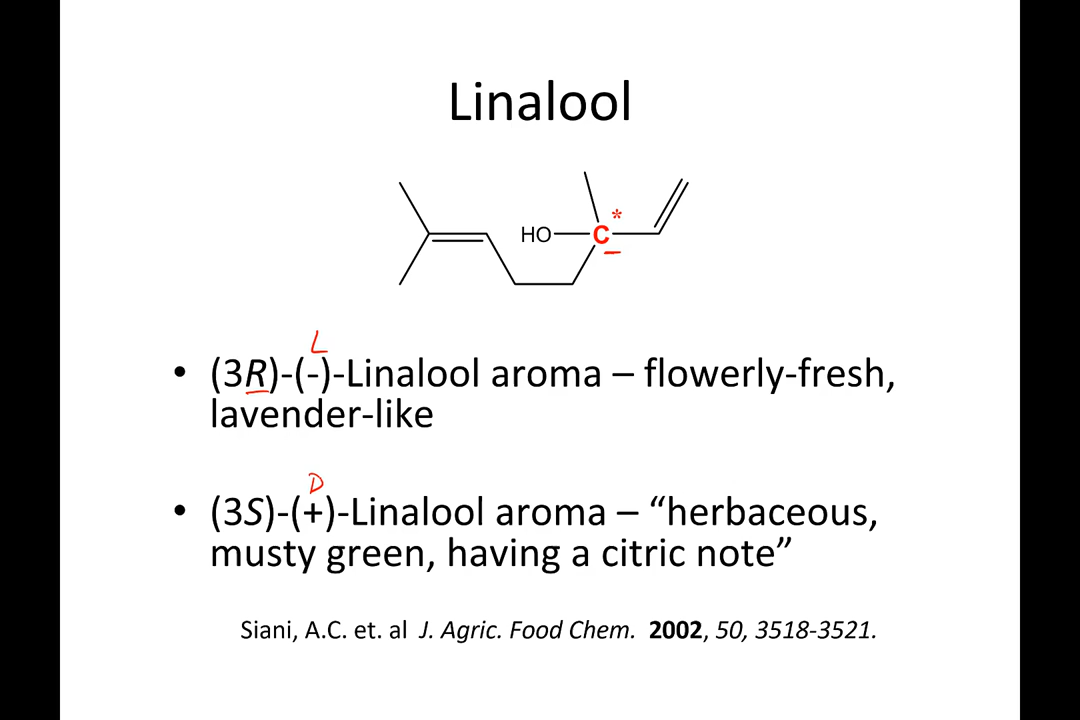 Linalool
*
HO C
L
• (3R)-(-)-Linalool aroma – flowerly-fresh,
lavender-like
D
• (3S)-(+)-Linalool aroma – “herbaceous,
musty green, having a citric note”
Siani, A.C. et. al J. Agric. Food Chem. 2002, 50, 3518-3521.